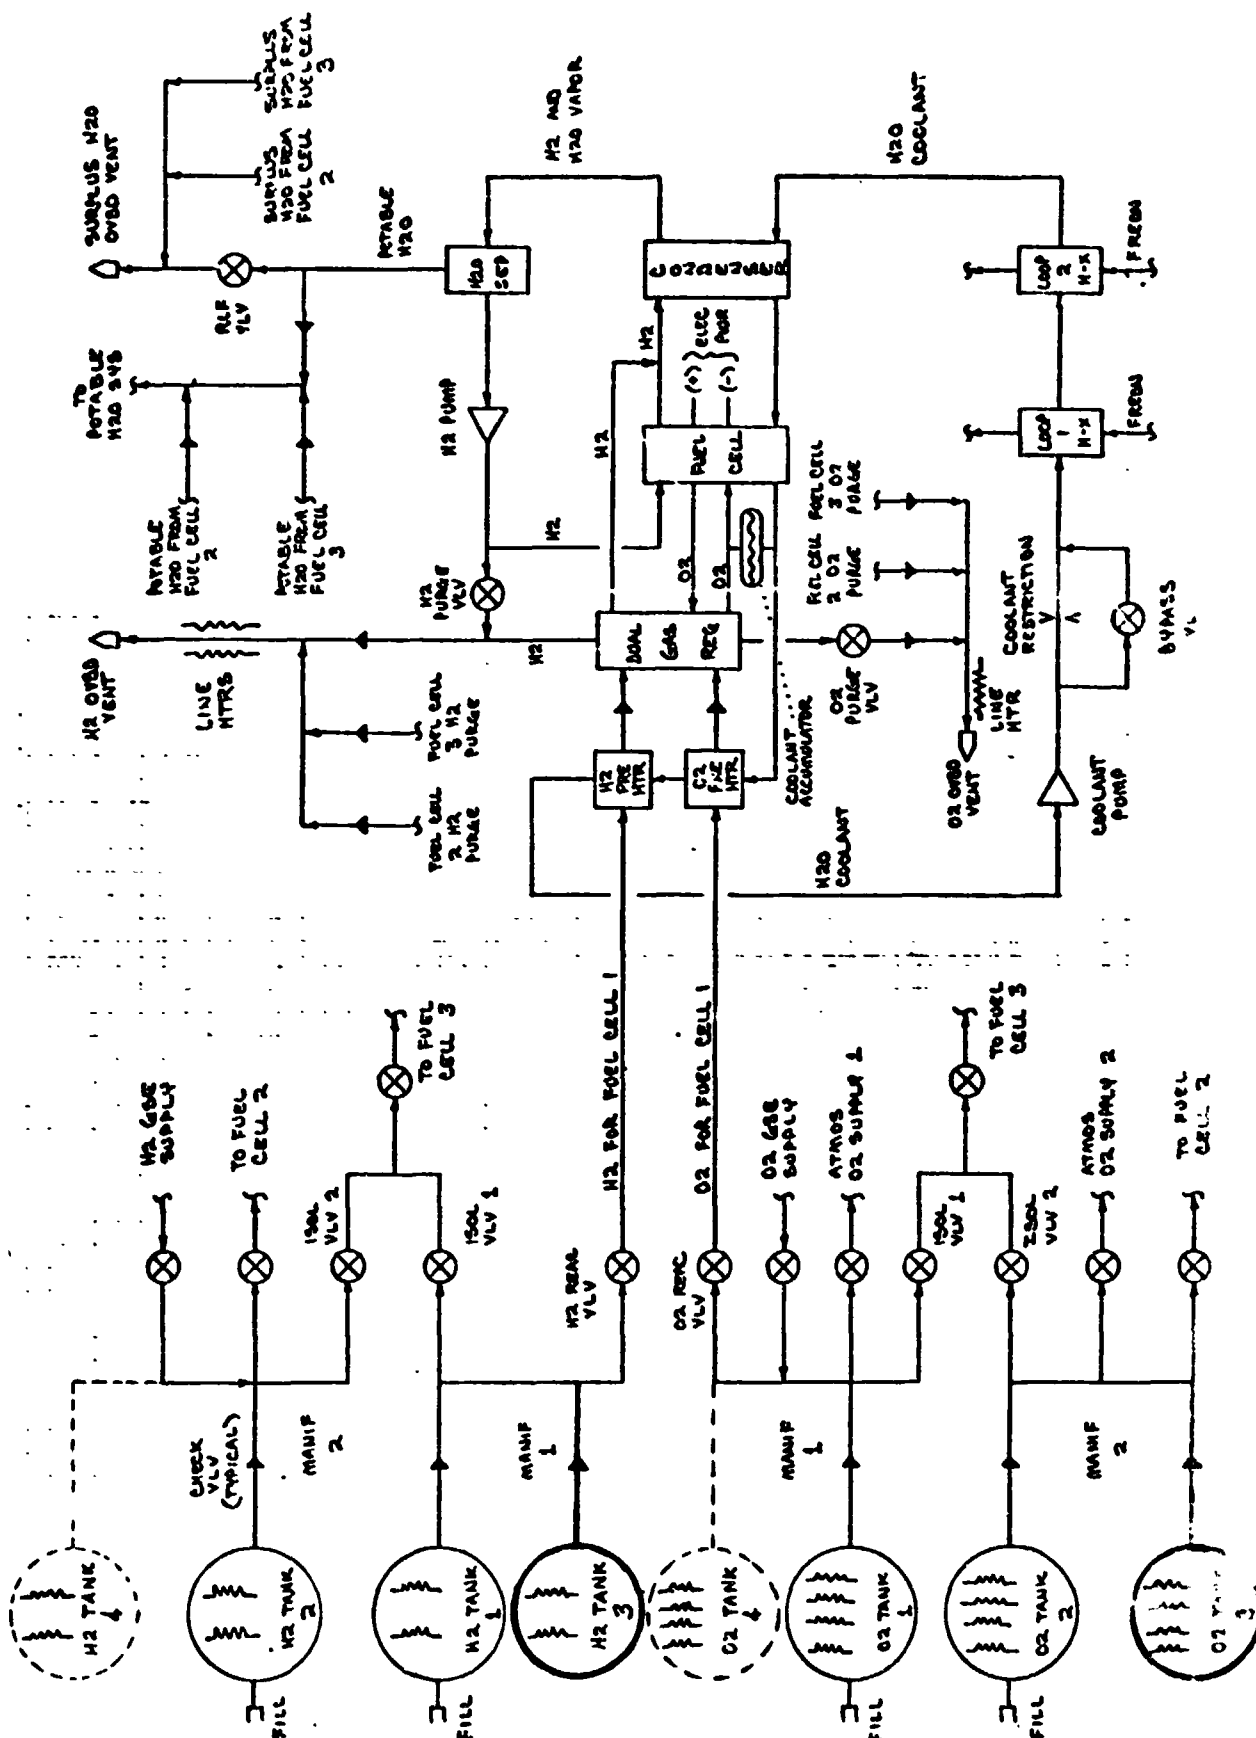 SURPLUS
H2O FROM
FUEL CELL
3
SURPLUS
H2O FROM
FUEL CELL
2
SURPLUS H2O
OVBD VENT
RLF
VLV
POTABLE
H2O
TO
POTABLE
H2O SYS
POTABLE
H2O FROM
FUEL CELL
2
POTABLE
H2O FROM
FUEL CELL
3
H2 AND
H2O VAPOR
H2O
COOLANT
H2O
SEP
H2 PUMP
CONDENSER
H2
(+)
(-)
ELEC
PWR
FUEL
CELL
H2
H2
O2
O2
LOOP
2
H-X
FREON
LOOP
1
H-X
FREON
H2
PURGE
VLV
H2 OVBD
VENT
LINE
HTRS
H2
DUAL
GAS
REG
FUEL CELL
3 H2
PURGE
FUEL CELL
2 H2
PURGE
H2
PRE
HTR
O2
PRE
HTR
COOLANT
ACCUMULATOR
O2
PURGE
VLV
FUEL CELL
2 O2
PURGE
FUEL CELL
3 O2
PURGE
LINE
HTR
O2 OVBD
VENT
COOLANT
RESTRICTION
BYPASS
VL
COOLANT
PUMP
H2O
COOLANT
H2 GSE
SUPPLY
TO FUEL
CELL 2
ISOL
VLV 2
TO FUEL
CELL 3
ISOL
VLV 1
H2 FOR FUEL CELL 1
H2 REAC
VLV
O2 FOR FUEL CELL 1
O2 REAC
VLV
O2 GSE
SUPPLY
ATMOS
O2 SUPPLY 1
ISOL
VLV 1
TO FUEL
CELL 3
ISOL
VLV 2
ATMOS
O2 SUPPLY 2
TO FUEL
CELL 2
CHECK
VLV
(TYPICAL)
MANIF
2
MANIF
1
MANIF
1
MANIF
2
H2 TANK
4
H2 TANK
2
FILL
H2 TANK
1
FILL
H2 TANK
3
O2 TANK
4
O2 TANK
1
FILL
O2 TANK
2
FILL
O2 TANK
3